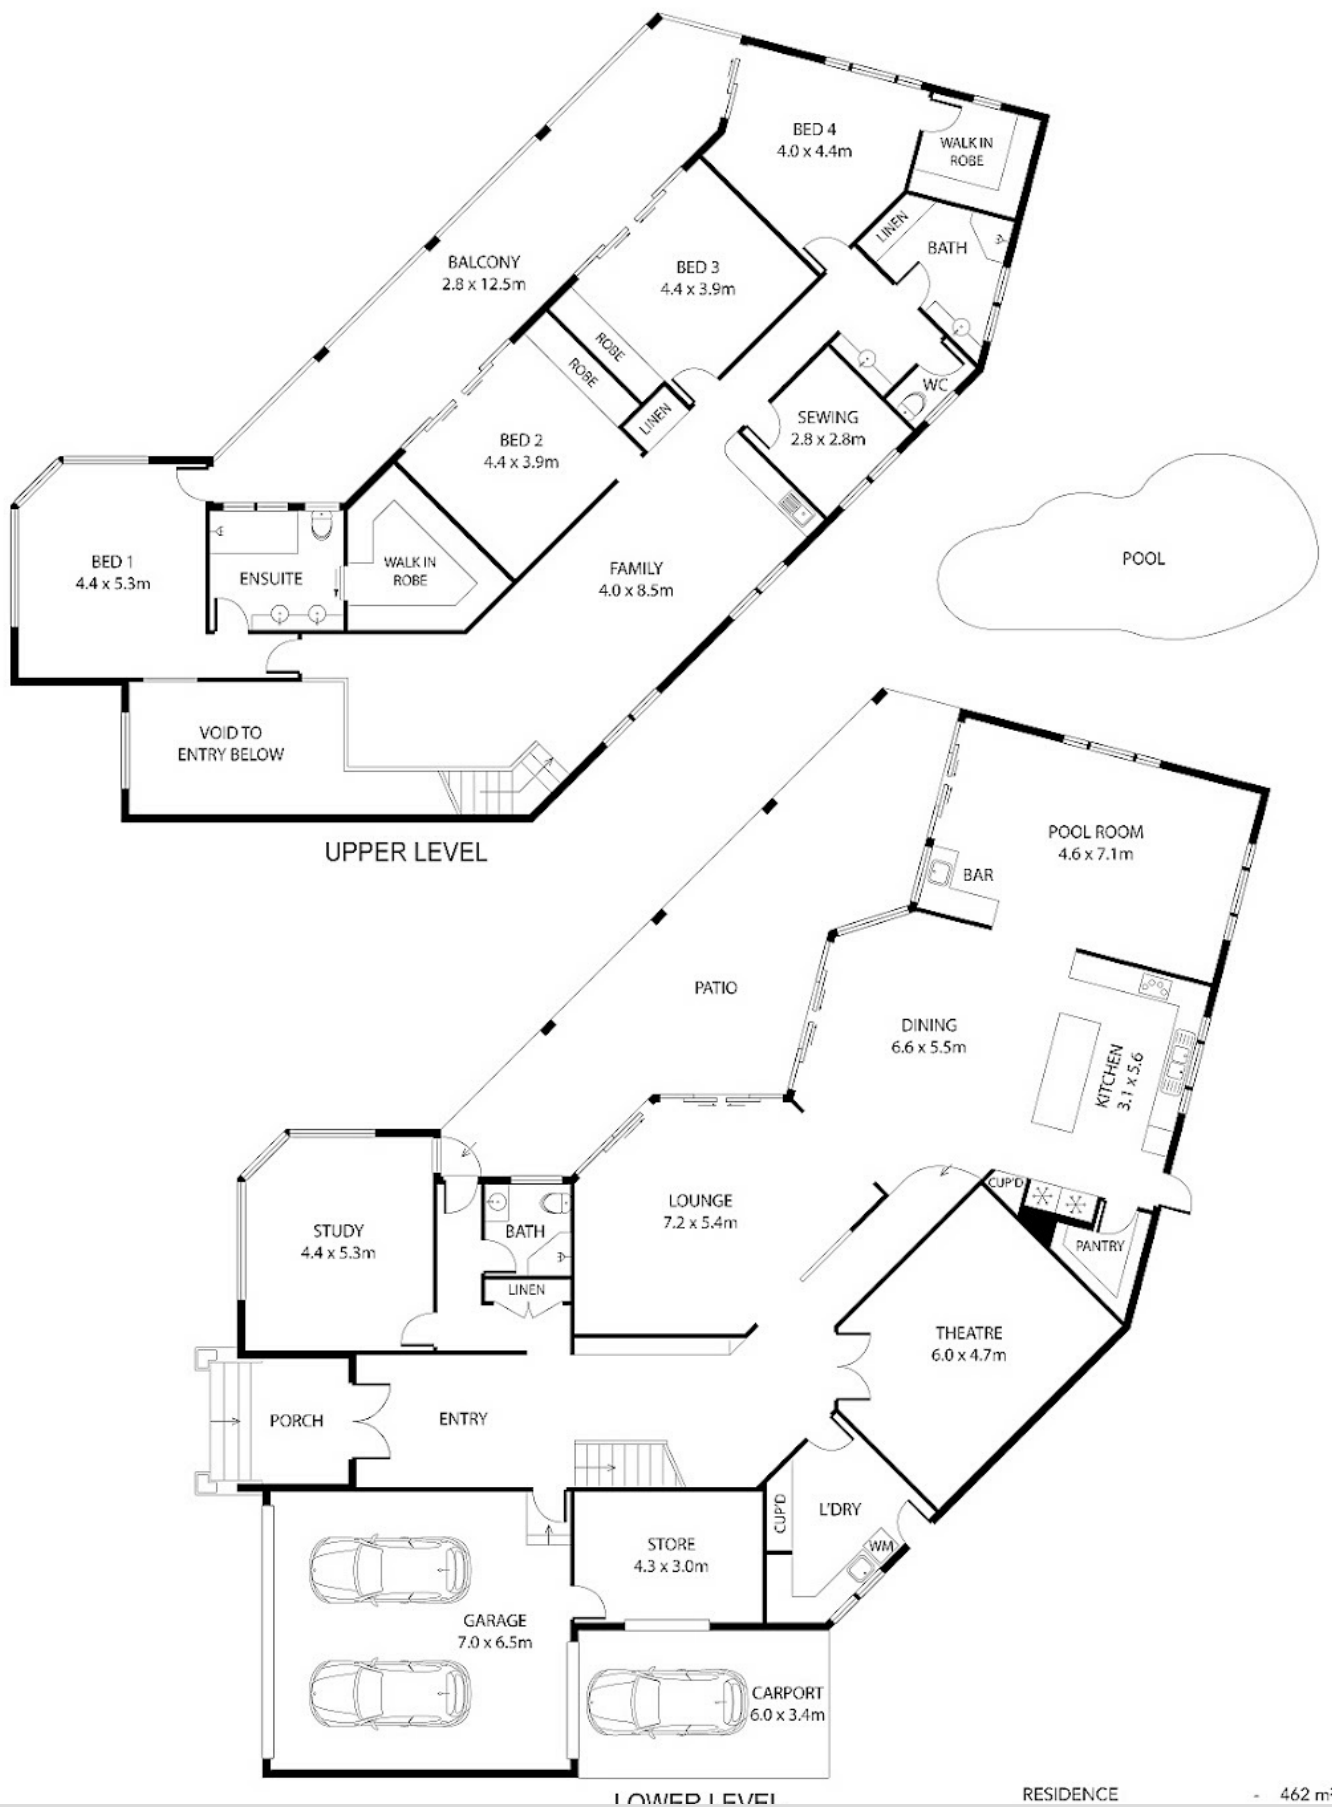 BED 4
4.0 x 4.4m
WALK IN
ROBE
LINEN
BATH
BED 3
4.4 x 3.9m
BALCONY
2.8 x 12.5m
ROBE
ROBE
LINEN
WC
SEWING
2.8 x 2.8m
BED 2
4.4 x 3.9m
BED 1
4.4 x 5.3m
ENSUITE
WALK IN
ROBE
FAMILY
4.0 x 8.5m
POOL
VOID TO
ENTRY BELOW
UPPER LEVEL
POOL ROOM
4.6 x 7.1m
BAR
PATIO
DINING
6.6 x 5.5m
KITCHEN
3.1 x 5.6
CUP'D
PANTRY
LOUNGE
7.2 x 5.4m
STUDY
4.4 x 5.3m
BATH
LINEN
THEATRE
6.0 x 4.7m
PORCH
ENTRY
CUP'D
L'DRY
WM
STORE
4.3 x 3.0m
GARAGE
7.0 x 6.5m
CARPORT
6.0 x 3.4m
LOWER LEVEL
RESIDENCE - 462 m²